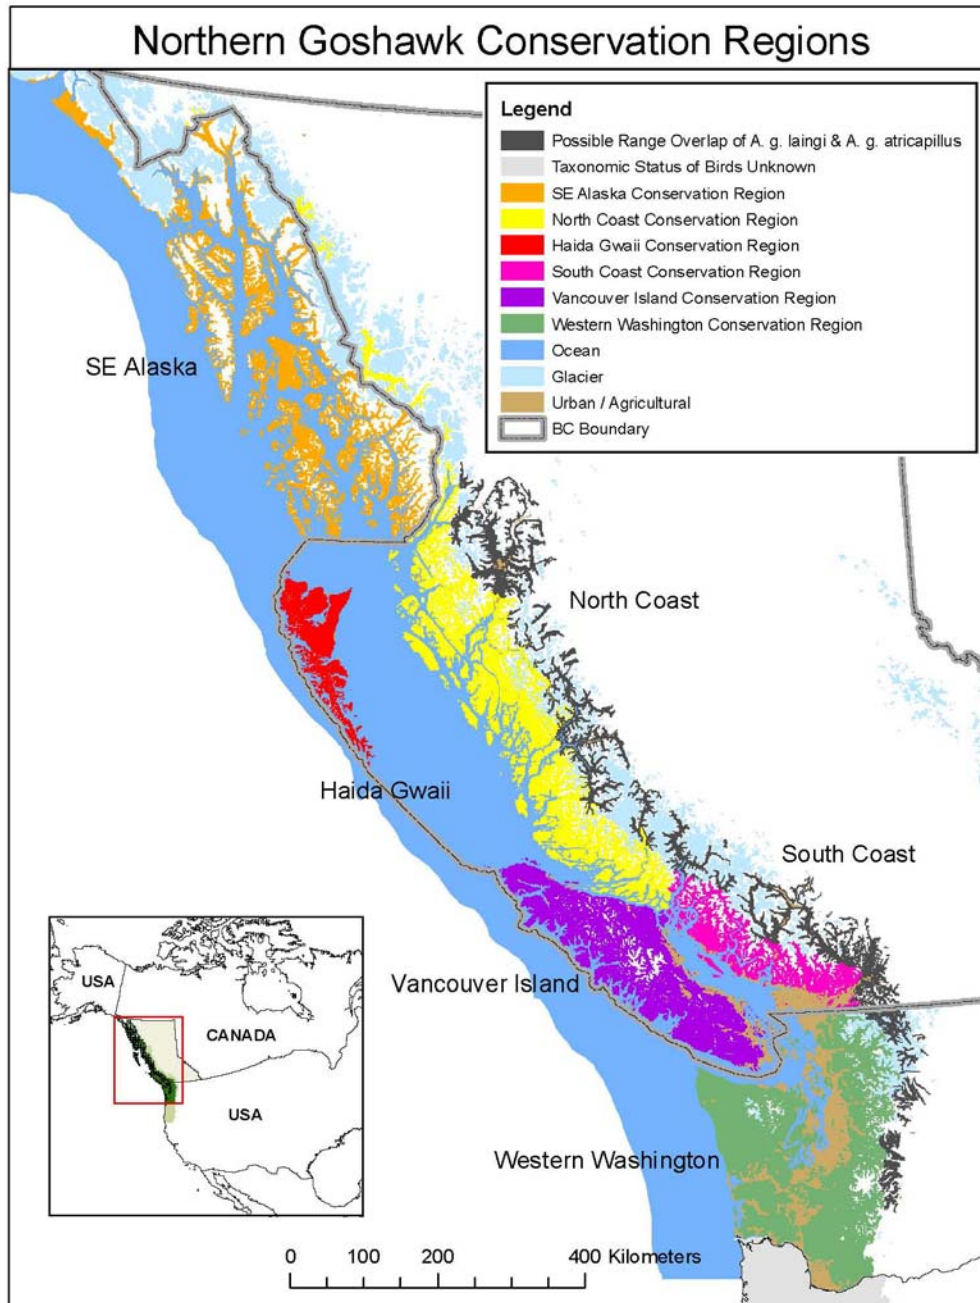 Northern Goshawk Conservation Regions
Legend
Possible Range Overlap of A. g. laingi & A. g. atricapillus
Taxonomic Status of Birds Unknown
SE Alaska Conservation Region
North Coast Conservation Region
Haida Gwaii Conservation Region
South Coast Conservation Region
Vancouver Island Conservation Region
Western Washington Conservation Region
Ocean
Glacier
Urban / Agricultural
BC Boundary
SE Alaska
North Coast
Haida Gwaii
South Coast
Vancouver Island
USA
CANADA
USA
Western Washington
0 100 200 400 Kilometers